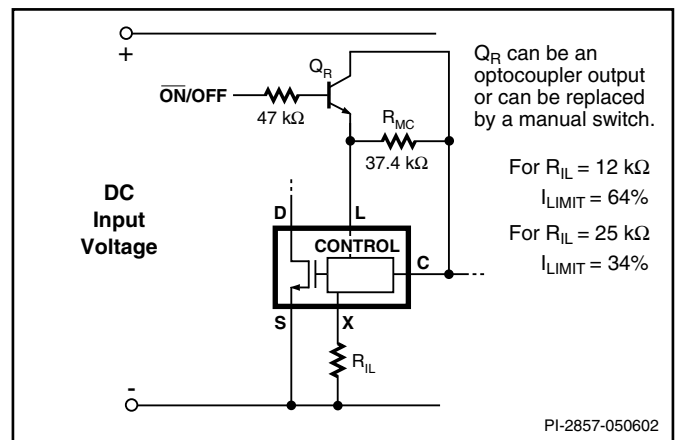 +
Q_R
O̅N̅/OFF
47 kΩ
R_MC
37.4 kΩ
DC
Input
Voltage
D
L
CONTROL
C
S
X
R_IL
-
Q_R can be an
optocoupler output
or can be replaced
by a manual switch.
For R_IL = 12 kΩ
I_LIMIT = 64%
For R_IL = 25 kΩ
I_LIMIT = 34%
PI-2857-050602